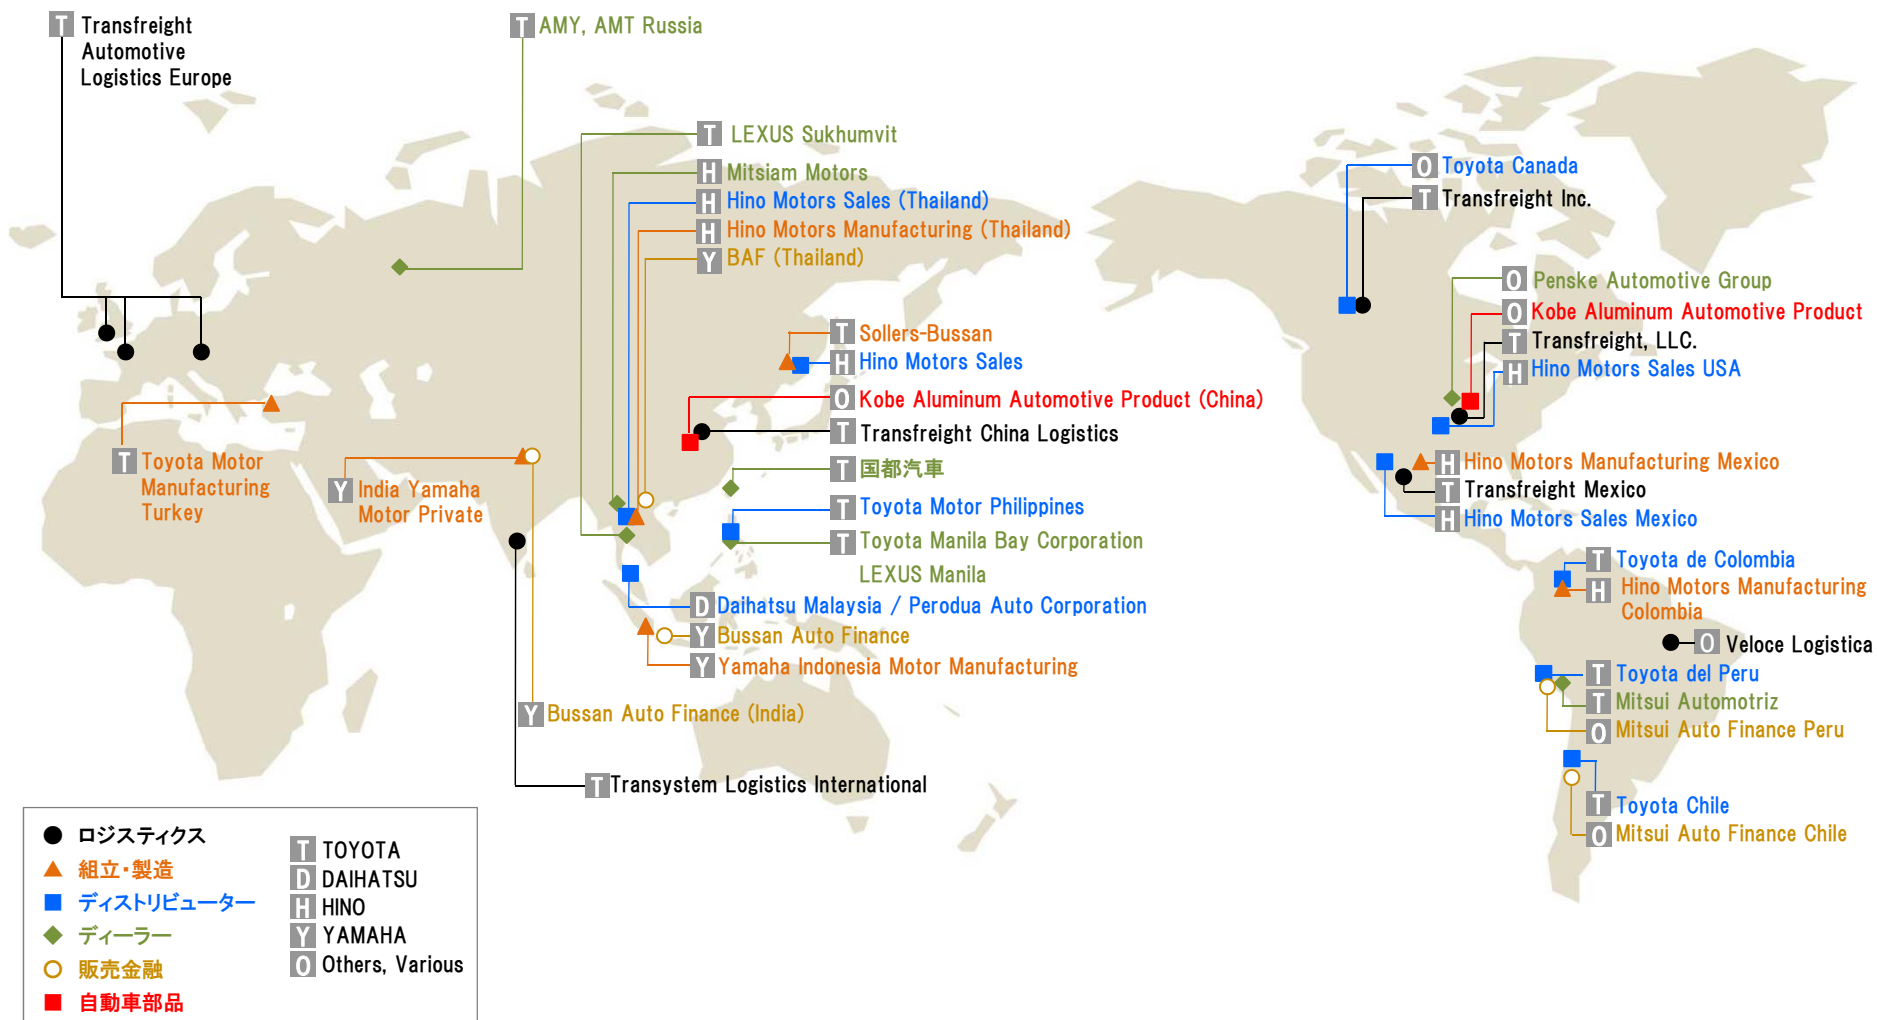 T Transfreight
Automotive
Logistics Europe
T AMY, AMT Russia
T LEXUS Sukhumvit
H Mitsiam Motors
H Hino Motors Sales (Thailand)
H Hino Motors Manufacturing (Thailand)
Y BAF (Thailand)
T Sollers-Bussan
H Hino Motors Sales
O Kobe Aluminum Automotive Product (China)
T Transfreight China Logistics
T 国都汽車
T Toyota Motor Philippines
T Toyota Manila Bay Corporation
LEXUS Manila
D Daihatsu Malaysia / Perodua Auto Corporation
Y Bussan Auto Finance
Y Yamaha Indonesia Motor Manufacturing
T Toyota Motor
Manufacturing
Turkey
Y India Yamaha
Motor Private
Y Bussan Auto Finance (India)
T Transystem Logistics International
O Toyota Canada
T Transfreight Inc.
O Penske Automotive Group
O Kobe Aluminum Automotive Product
T Transfreight, LLC.
H Hino Motors Sales USA
H Hino Motors Manufacturing Mexico
T Transfreight Mexico
H Hino Motors Sales Mexico
T Toyota de Colombia
H Hino Motors Manufacturing
Colombia
O Veloce Logistica
T Toyota del Peru
T Mitsui Automotriz
O Mitsui Auto Finance Peru
T Toyota Chile
O Mitsui Auto Finance Chile
ロジスティクス
組立・製造
ディストリビューター
ディーラー
販売金融
自動車部品
T TOYOTA
D DAIHATSU
H HINO
Y YAMAHA
O Others, Various